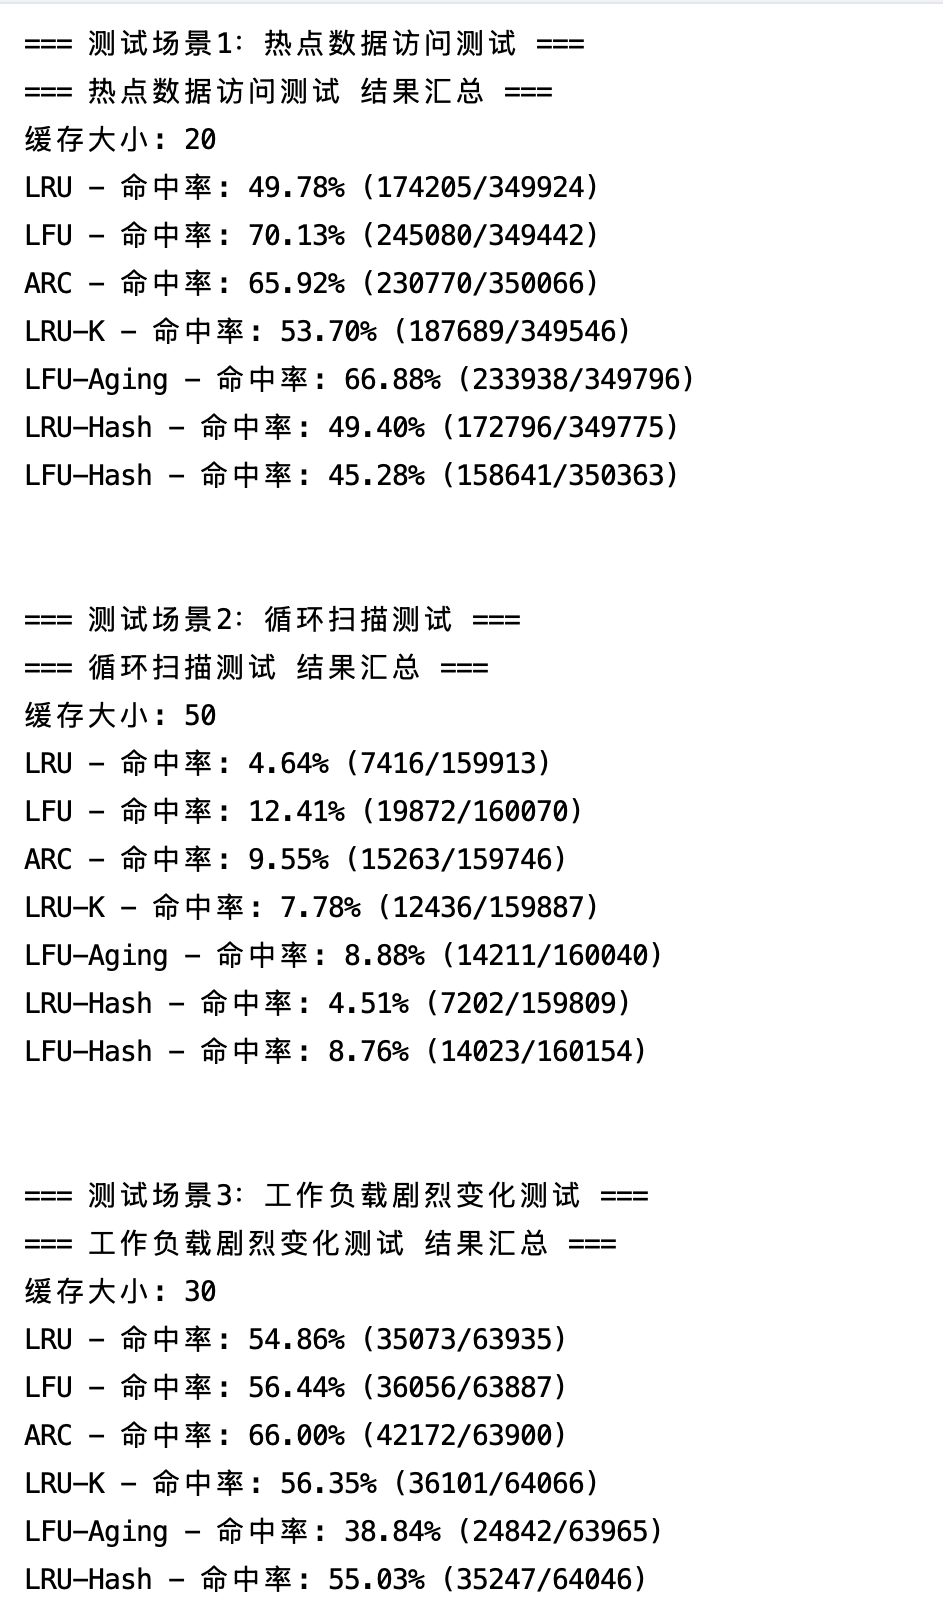 === 测试场景1: 热点数据访问测试 ===
=== 热点数据访问测试 结果汇总 ===
缓存大小: 20
LRU - 命中率: 49.78% (174205/349924)
LFU - 命中率: 70.13% (245080/349442)
ARC - 命中率: 65.92% (230770/350066)
LRU-K - 命中率: 53.70% (187689/349546)
LFU-Aging - 命中率: 66.88% (233938/349796)
LRU-Hash - 命中率: 49.40% (172796/349775)
LFU-Hash - 命中率: 45.28% (158641/350363)
=== 测试场景2: 循环扫描测试 ===
=== 循环扫描测试 结果汇总 ===
缓存大小: 50
LRU - 命中率: 4.64% (7416/159913)
LFU - 命中率: 12.41% (19872/160070)
ARC - 命中率: 9.55% (15263/159746)
LRU-K - 命中率: 7.78% (12436/159887)
LFU-Aging - 命中率: 8.88% (14211/160040)
LRU-Hash - 命中率: 4.51% (7202/159809)
LFU-Hash - 命中率: 8.76% (14023/160154)
=== 测试场景3: 工作负载剧烈变化测试 ===
=== 工作负载剧烈变化测试 结果汇总 ===
缓存大小: 30
LRU - 命中率: 54.86% (35073/63935)
LFU - 命中率: 56.44% (36056/63887)
ARC - 命中率: 66.00% (42172/63900)
LRU-K - 命中率: 56.35% (36101/64066)
LFU-Aging - 命中率: 38.84% (24842/63965)
LRU-Hash - 命中率: 55.03% (35247/64046)